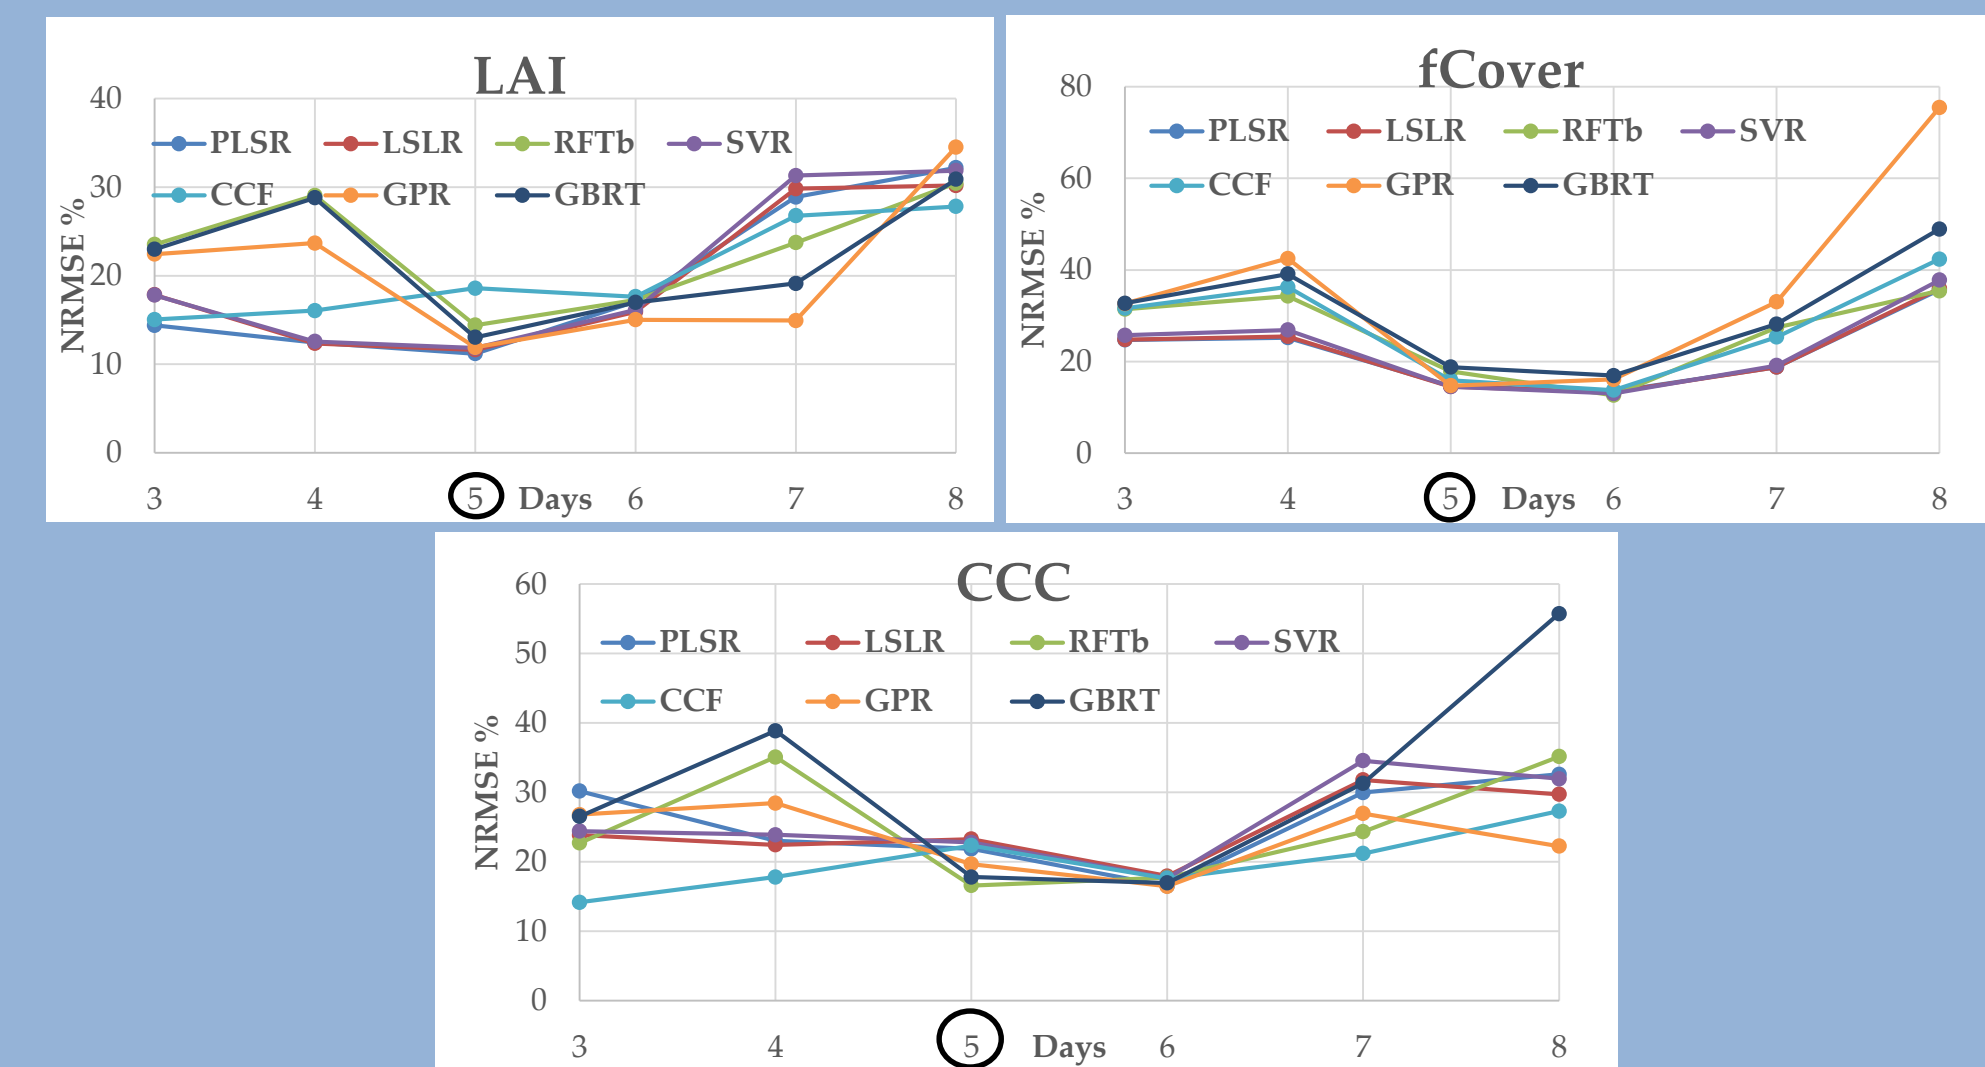 LAI
40
30
20
10
0
NRMSE %
PLSR LSLR RFTb SVR
CCF GPR GBRT
3 4 5 Days 6 7 8
fCover
80
60
40
20
0
NRMSE %
PLSR LSLR RFTb SVR
CCF GPR GBRT
3 4 5 Days 6 7 8
CCC
60
50
40
30
20
10
0
NRMSE %
PLSR LSLR RFTb SVR
CCF GPR GBRT
3 4 5 Days 6 7 8